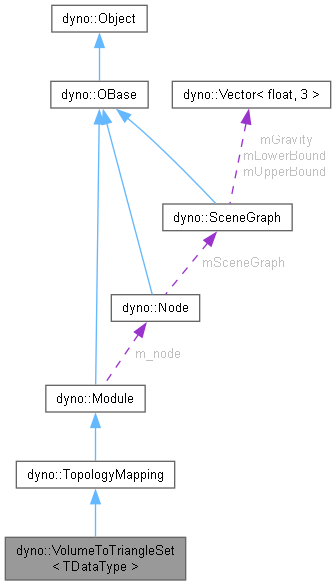 dyno::Object
dyno::OBase
dyno::Vector< float, 3 >
mGravity
mLowerBound
mUpperBound
dyno::SceneGraph
mSceneGraph
dyno::Node
m_node
dyno::Module
dyno::TopologyMapping
dyno::VolumeToTriangleSet
< TDataType >